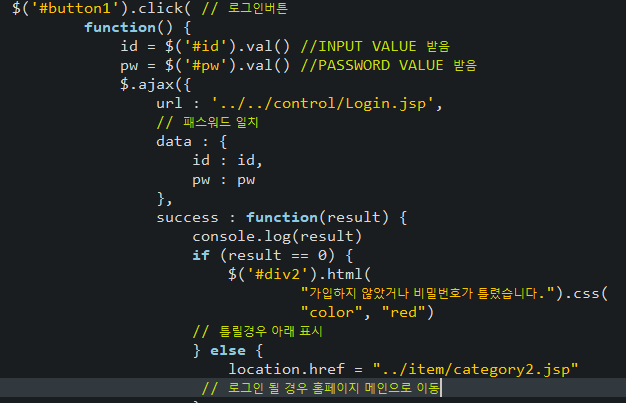 $('#button1').click( // 로그인버튼
function() {
id = $('#id').val() //INPUT VALUE 받음
pw = $('#pw').val() //PASSWORD VALUE 받음
$.ajax({
url : '../../control/Login.jsp',
// 패스워드 일치
data : {
id : id,
pw : pw
},
success : function(result) {
console.log(result)
if (result == 0) {
$('#div2').html(
"가입하지 않았거나 비밀번호가 틀렸습니다.").css(
"color", "red")
// 틀릴경우 아래 표시
} else {
location.href = "../item/category2.jsp"
// 로그인 될 경우 홈페이지 메인으로 이동